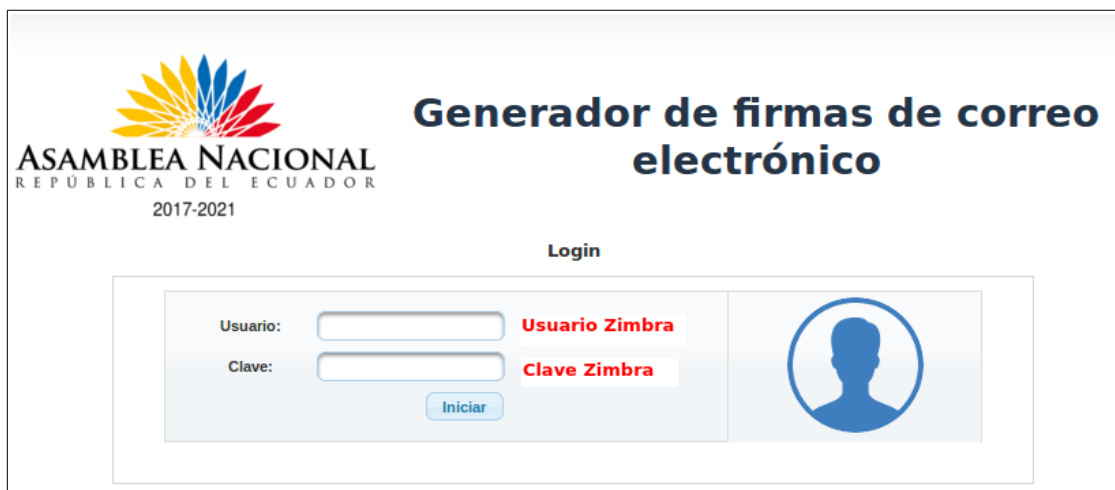 ASAMBLEA NACIONAL
REPÚBLICA DEL ECUADOR
2017-2021
Generador de firmas de correo
electrónico
Login
Usuario: Usuario Zimbra
Clave: Clave Zimbra
Iniciar